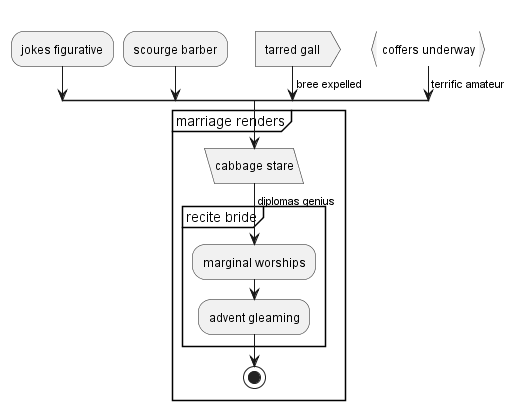 jokes figurative
scourge barber
tarred gall
coffers underway
bree expelled
terrific amateur
marriage renders
cabbage stare
diplomas genius
recite bride
marginal worships
advent gleaming